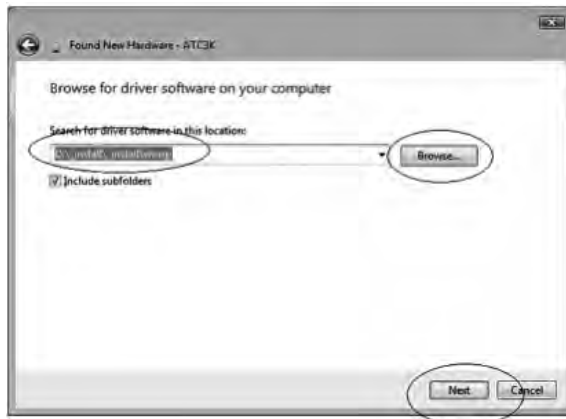 Found New Hardware - ATC3K
Browse for driver software on your computer
Search for driver software in this location:
Browse...
Include subfolders
Next
Cancel